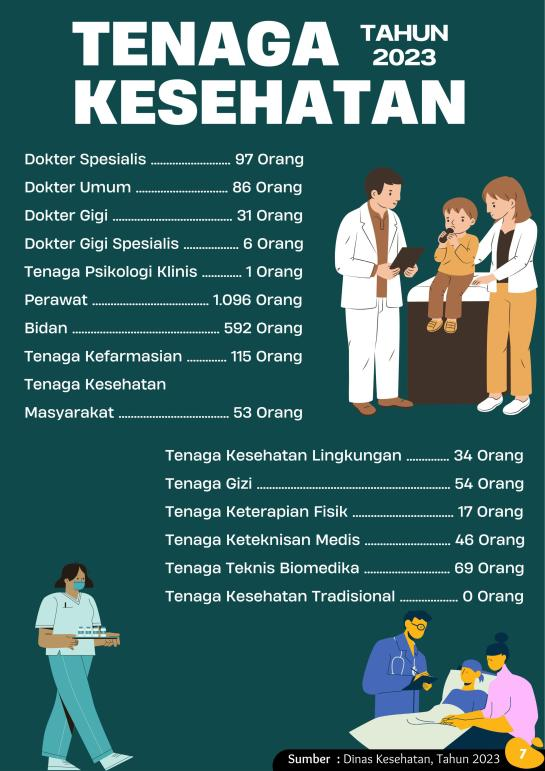 TENAGA TAHUN 2023
KESEHATAN
Dokter Spesialis ........................... 97 Orang
Dokter Umum ............................... 86 Orang
Dokter Gigi ......................................... 31 Orang
Dokter Gigi Spesialis .................. 6 Orang
Tenaga Psikologi Klinis ............. 1 Orang
Perawat ........................................ 1.096 Orang
Bidan .................................................. 592 Orang
Tenaga Kefarmasian ............. 115 Orang
Tenaga Kesehatan
Masyarakat ..................................... 53 Orang
Tenaga Kesehatan Lingkungan .............. 34 Orang
Tenaga Gizi ................................................................ 54 Orang
Tenaga Keterapian Fisik .................................. 17 Orang
Tenaga Keteknisan Medis ............................. 46 Orang
Tenaga Teknis Biomedika ............................. 69 Orang
Tenaga Kesehatan Tradisional ................... 0 Orang
Sumber : Dinas Kesehatan, Tahun 2023
7